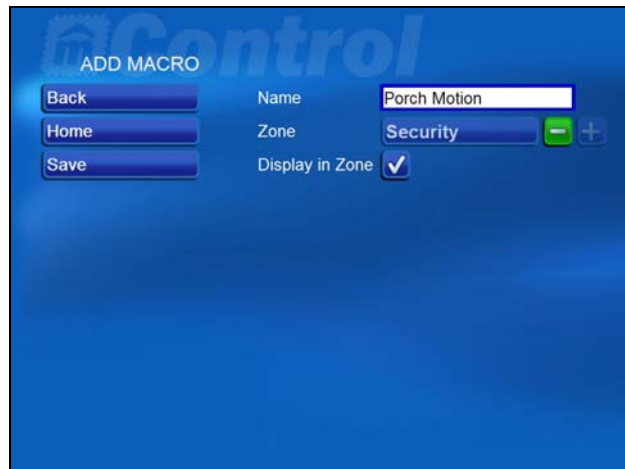 mControl
ADD MACRO
Back
Name
Porch Motion
Home
Zone
Security
Save
Display in Zone